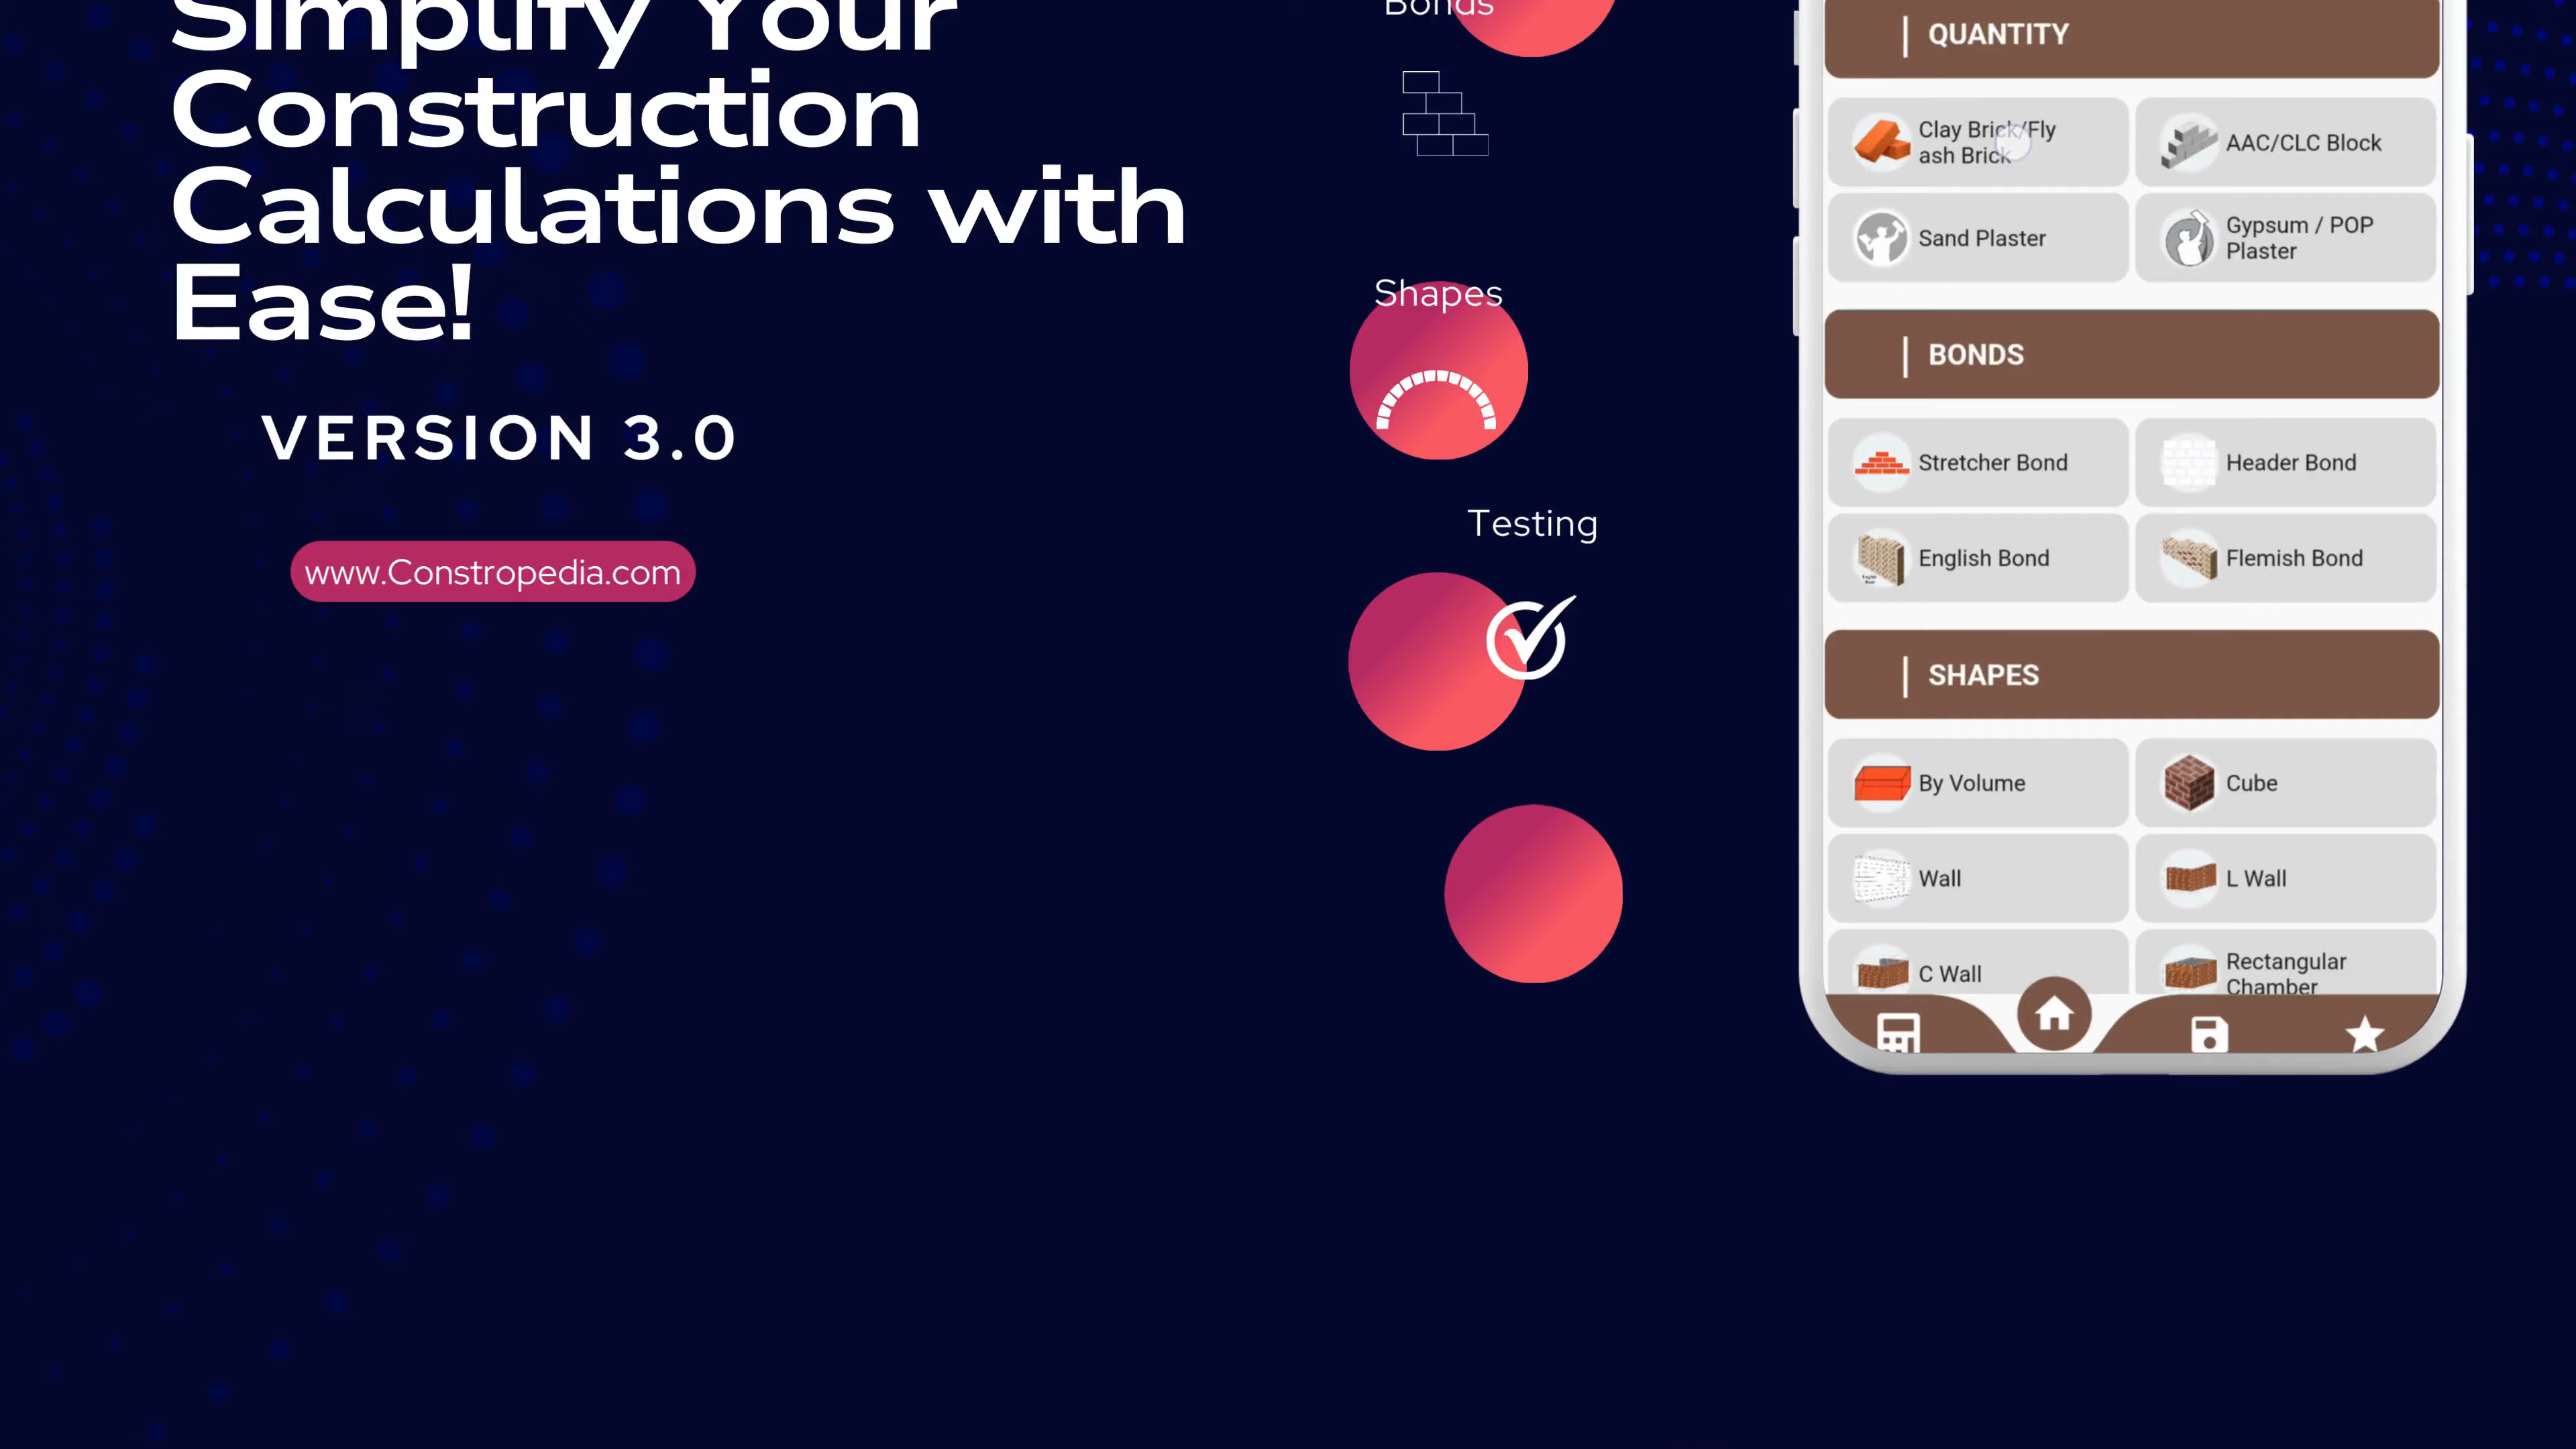 Simplify Your
Construction
Calculations with
Ease!
VERSION 3.0
www.Constropedia.com
Bonds
Shapes
Testing
QUANTITY
Clay Brick/Fly
ash Brick
AAC/CLC Block
Sand Plaster
Gypsum / POP
Plaster
BONDS
Stretcher Bond
Header Bond
English Bond
Flemish Bond
SHAPES
By Volume
Cube
Wall
L Wall
C Wall
Rectangular
Chamber